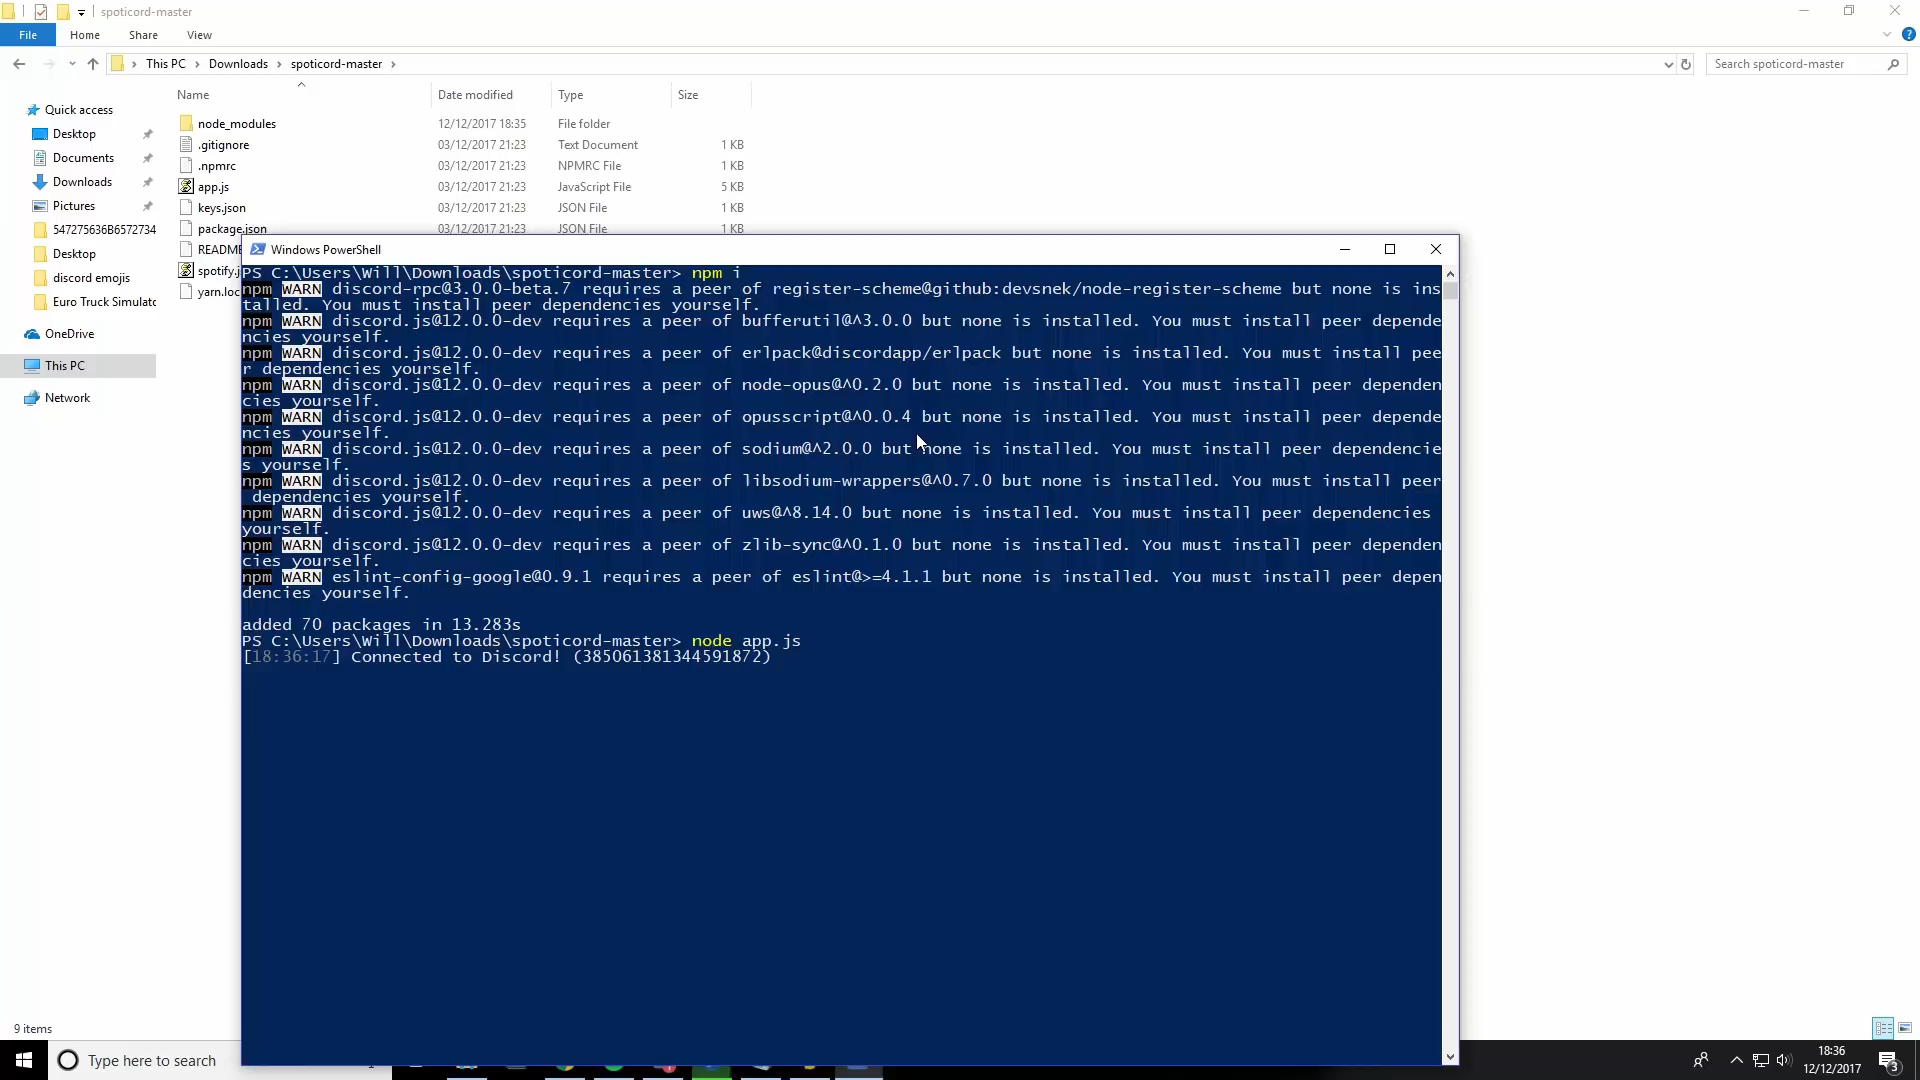 spoticord-master
File
Home
Share
View
This PC
Downloads
spoticord-master
Search spoticord-master
Name
Date modified
Type
Size
Quick access
Desktop
Documents
Downloads
Pictures
547275636B6572734
Desktop
discord emojis
Euro Truck Simulato
OneDrive
This PC
Network
node_modules 12/12/2017 18:35 File folder
.gitignore 03/12/2017 21:23 Text Document 1 KB
.npmrc 03/12/2017 21:23 NPMRC File 1 KB
app.js 03/12/2017 21:23 JavaScript File 5 KB
keys.json 03/12/2017 21:23 JSON File 1 KB
package.json 03/12/2017 21:23 JSON File 1 KB
README
spotify.j
yarn.loc
Windows PowerShell
PS C:\Users\Will\Downloads\spoticord-master> npm i
npm WARN discord-rpc@3.0.0-beta.7 requires a peer of register-scheme@github:devsnek/node-register-scheme but none is ins
talled. You must install peer dependencies yourself.
npm WARN discord.js@12.0.0-dev requires a peer of bufferutil@^3.0.0 but none is installed. You must install peer depende
ncies yourself.
npm WARN discord.js@12.0.0-dev requires a peer of erlpack@discordapp/erlpack but none is installed. You must install pee
r dependencies yourself.
npm WARN discord.js@12.0.0-dev requires a peer of node-opus@^0.2.0 but none is installed. You must install peer dependen
cies yourself.
npm WARN discord.js@12.0.0-dev requires a peer of opusscript@^0.0.4 but none is installed. You must install peer depende
ncies yourself.
npm WARN discord.js@12.0.0-dev requires a peer of sodium@^2.0.0 but none is installed. You must install peer dependencie
s yourself.
npm WARN discord.js@12.0.0-dev requires a peer of libsodium-wrappers@^0.7.0 but none is installed. You must install peer
dependencies yourself.
npm WARN discord.js@12.0.0-dev requires a peer of uws@^8.14.0 but none is installed. You must install peer dependencies
yourself.
npm WARN discord.js@12.0.0-dev requires a peer of zlib-sync@^0.1.0 but none is installed. You must install peer dependen
cies yourself.
npm WARN eslint-config-google@0.9.1 requires a peer of eslint@>=4.1.1 but none is installed. You must install peer depen
dencies yourself.
added 70 packages in 13.283s
PS C:\Users\Will\Downloads\spoticord-master> node app.js
[18:36:17] Connected to Discord! (385061381344591872)
9 items
Type here to search
18:36
12/12/2017
3